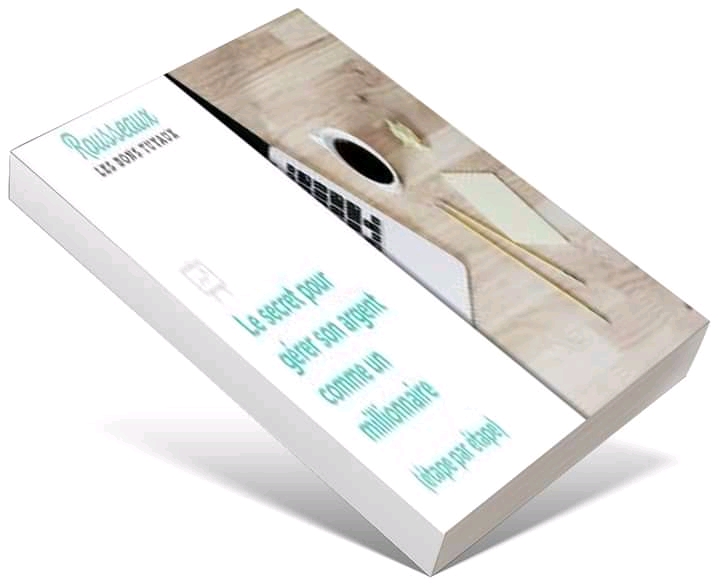 Rousseaux
LES BONS TUYAUX
Le secret pour
gérer son argent
comme un
millionnaire
(étape par étape)